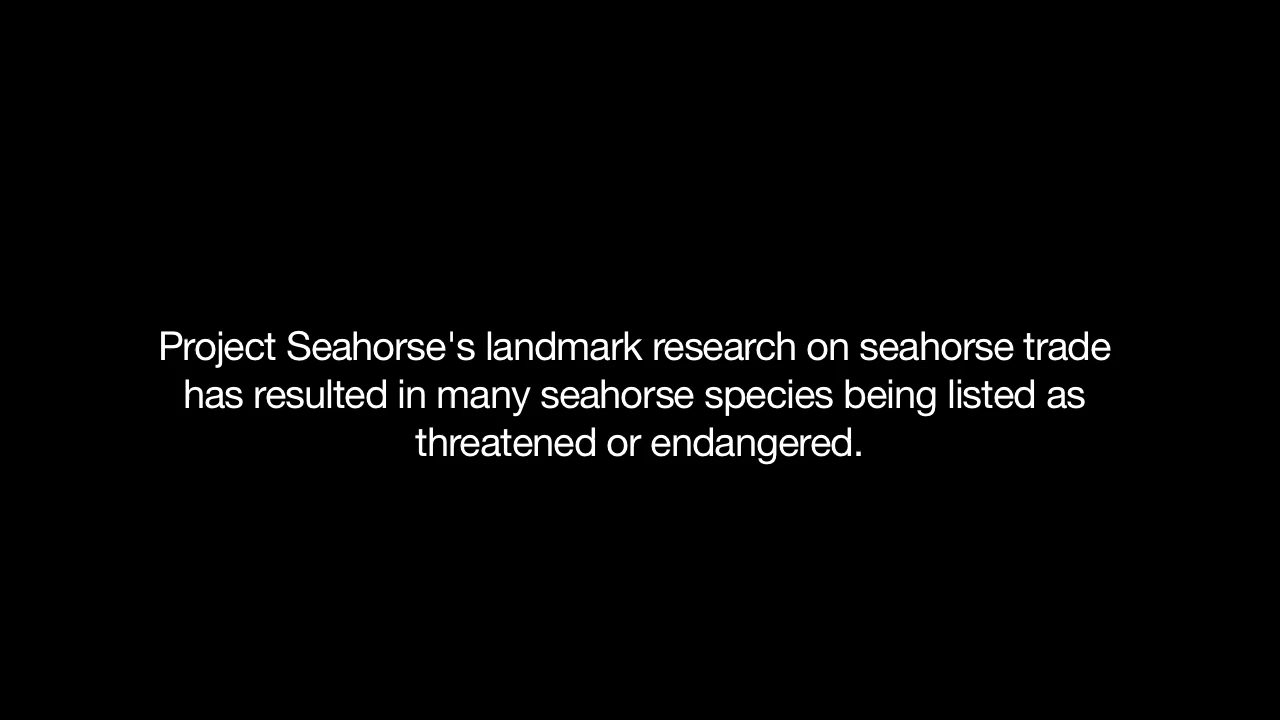 Project Seahorse's landmark research on seahorse trade
has resulted in many seahorse species being listed as
threatened or endangered.